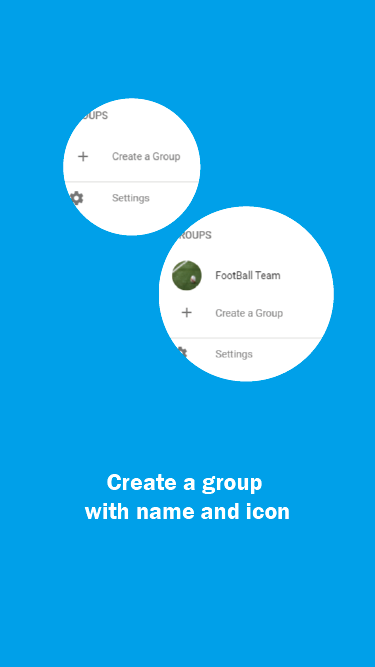 OUPS
Create a Group
Settings
ROUPS
FootBall Team
Create a Group
Settings
Create a group
with name and icon